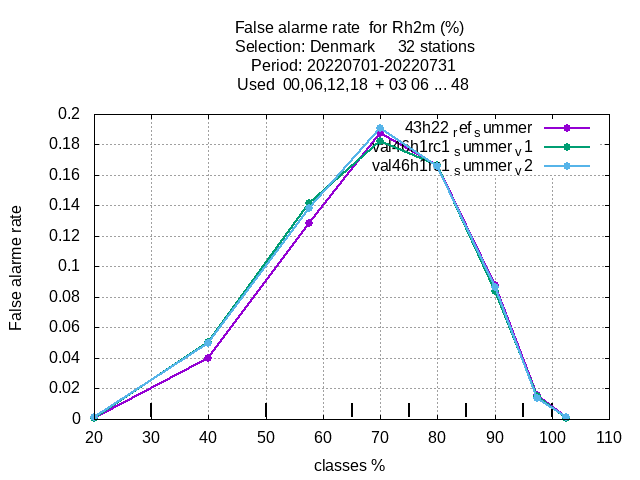 False alarme rate  for Rh2m (%)
Selection: Denmark     32 stations
Period: 20220701-20220731
Used  00,06,12,18  + 03 06 ... 48
0.2
0.18
0.16
0.14
0.12
0.1
0.08
0.06
0.04
0.02
0
False alarme rate
43h22 ref summer
val46h1rc1 summer v1
val46h1rc1 summer v2
20 30 40 50 60 70 80 90 100 110
classes %